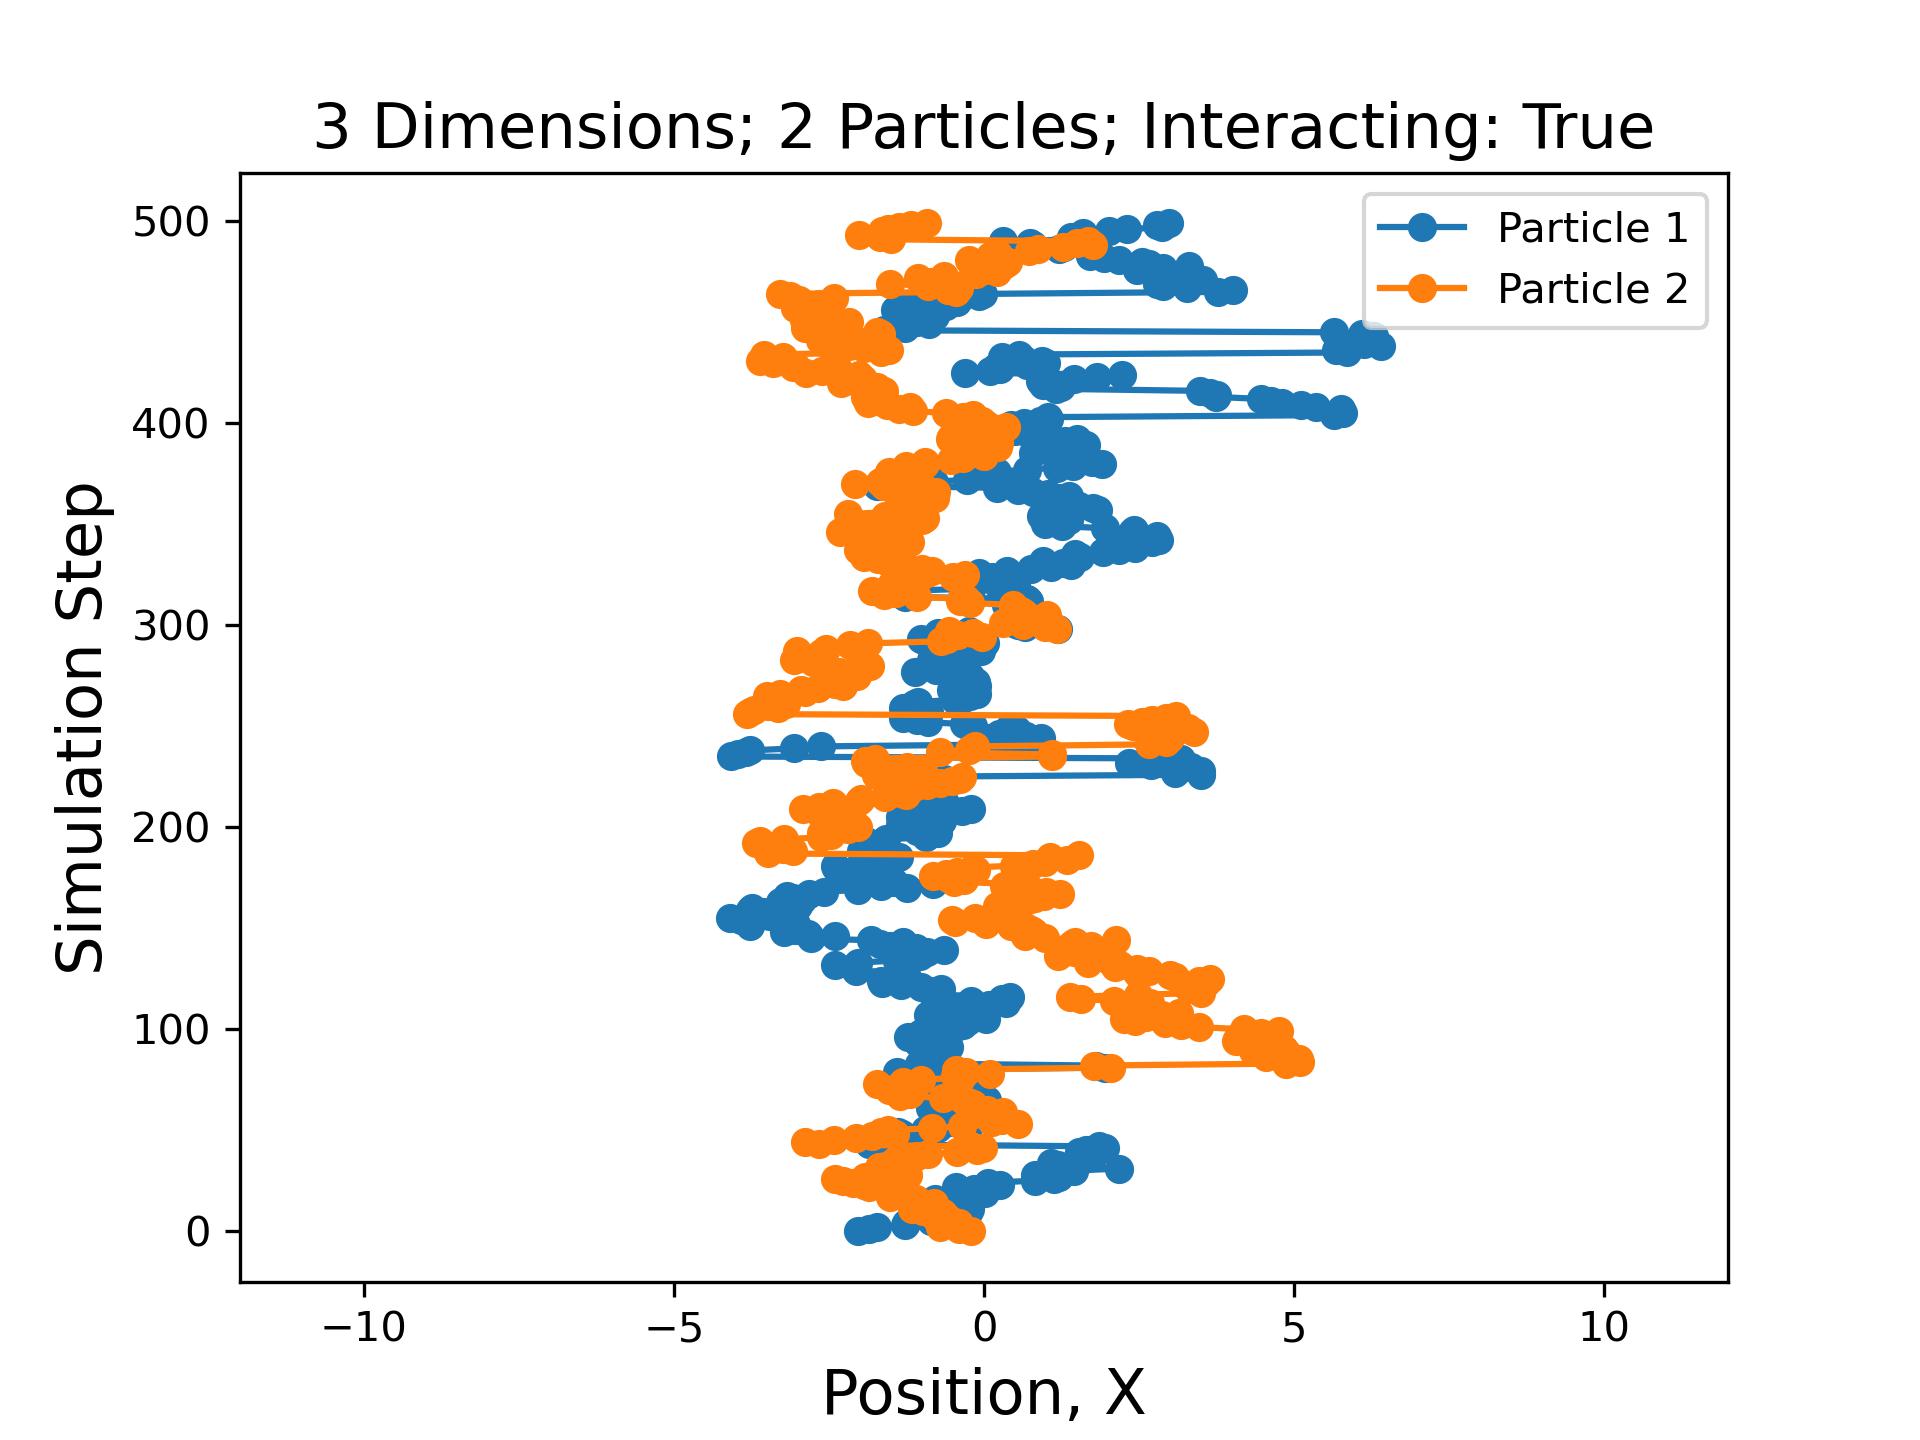 3 Dimensions; 2 Particles; Interacting: True
Particle 1
Particle 2
Simulation Step
500
400
300
200
100
0
−10
−5
0
5
10
Position, X